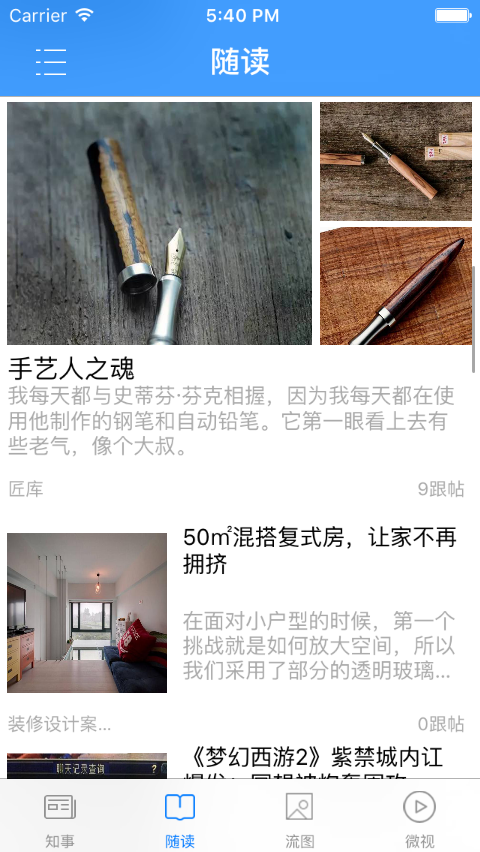 Carrier 5:40 PM
随读
手艺人之魂
我每天都与史蒂芬·芬克相握，因为我每天都在使
用他制作的钢笔和自动铅笔。它第一眼看上去有
些老气，像个大叔。
匠库 9跟帖
50㎡混搭复式房，让家不再
拥挤
在面对小户型的时候，第一个
挑战就是如何放大空间，所以
我们采用了部分的透明玻璃...
装修设计案... 0跟帖
聊天记录查询 ?
《梦幻西游2》紫禁城内讧
知事 随读 流图 微视